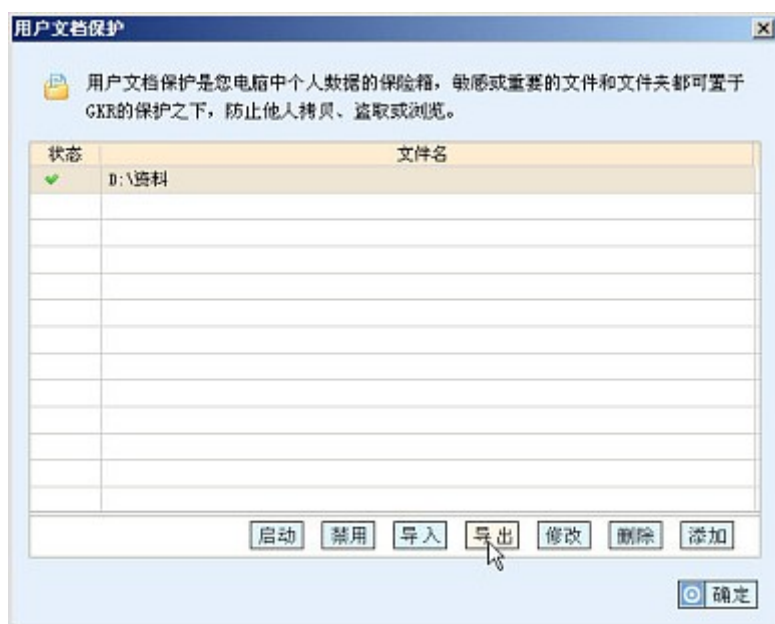 用户文档保护
用户文档保护是您电脑中个人数据的保险箱，敏感或重要的文件和文件夹都可置于
GKR的保护之下，防止他人拷贝、盗取或浏览。
状态 文件名
D:\资料
启动 禁用 导入 导出 修改 删除 添加
确定